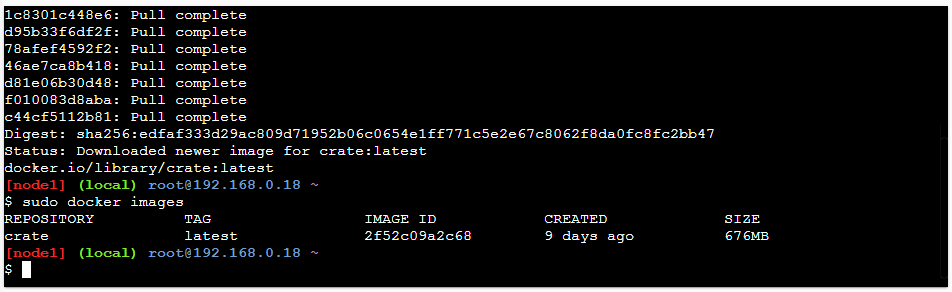 1c8301c448e6: Pull complete
d95b33f6df2f: Pull complete
78afef4592f2: Pull complete
46ae7ca8b418: Pull complete
d81e06b30d48: Pull complete
f010083d8aba: Pull complete
c44cf5112b81: Pull complete
Digest: sha256:edfaf333d29ac809d71952b06c0654e1ff771c5e2e67c8062f8da0fc8fc2bb47
Status: Downloaded newer image for crate:latest
docker.io/library/crate:latest
[node1] (local) root@192.168.0.18 ~
$ sudo docker images
REPOSITORY          TAG                 IMAGE ID            CREATED             SIZE
crate               latest              2f52c09a2c68        9 days ago          676MB
[node1] (local) root@192.168.0.18 ~
$